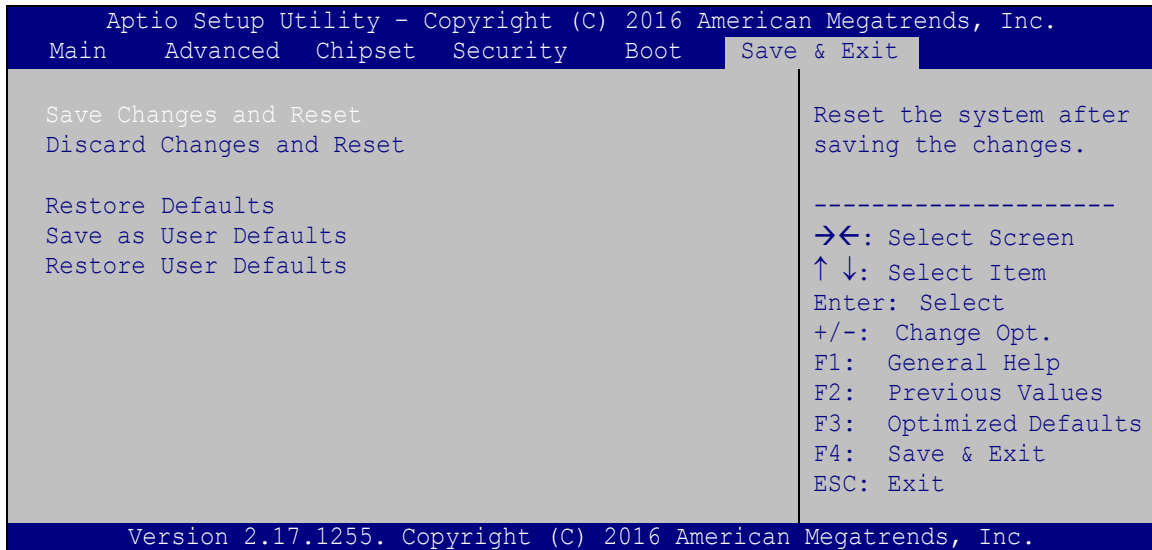 Aptio Setup Utility – Copyright (C) 2016 American Megatrends, Inc.
Main Advanced Chipset Security Boot Save & Exit
Save Changes and Reset
Discard Changes and Reset
Restore Defaults
Save as User Defaults
Restore User Defaults
Reset the system after
saving the changes.
---------------------
→←: Select Screen
↑ ↓: Select Item
Enter: Select
+/-: Change Opt.
F1: General Help
F2: Previous Values
F3: Optimized Defaults
F4: Save & Exit
ESC: Exit
Version 2.17.1255. Copyright (C) 2016 American Megatrends, Inc.